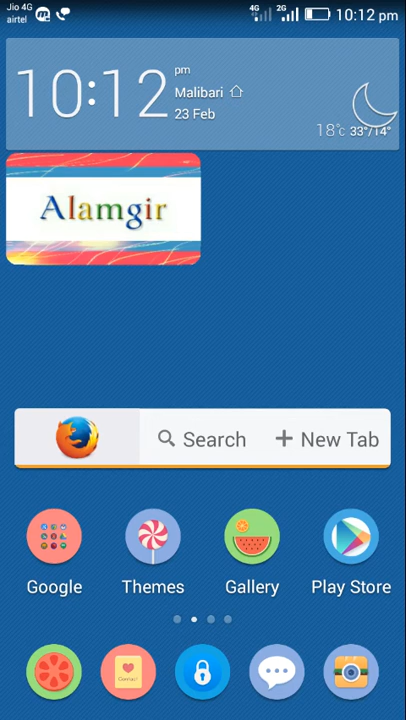 Jio 4G
airtel
4G
2G
10:12 pm
10:12
pm
Malibari
23 Feb
18°c 33°/14°
Alamgir
Search
+ New Tab
Google
Themes
Gallery
Play Store
Contact